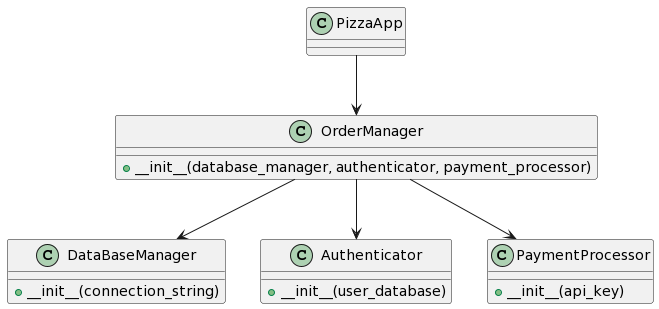 C PizzaApp
C OrderManager
__init__(database_manager, authenticator, payment_processor)
C DataBaseManager
__init__(connection_string)
C Authenticator
__init__(user_database)
C PaymentProcessor
__init__(api_key)